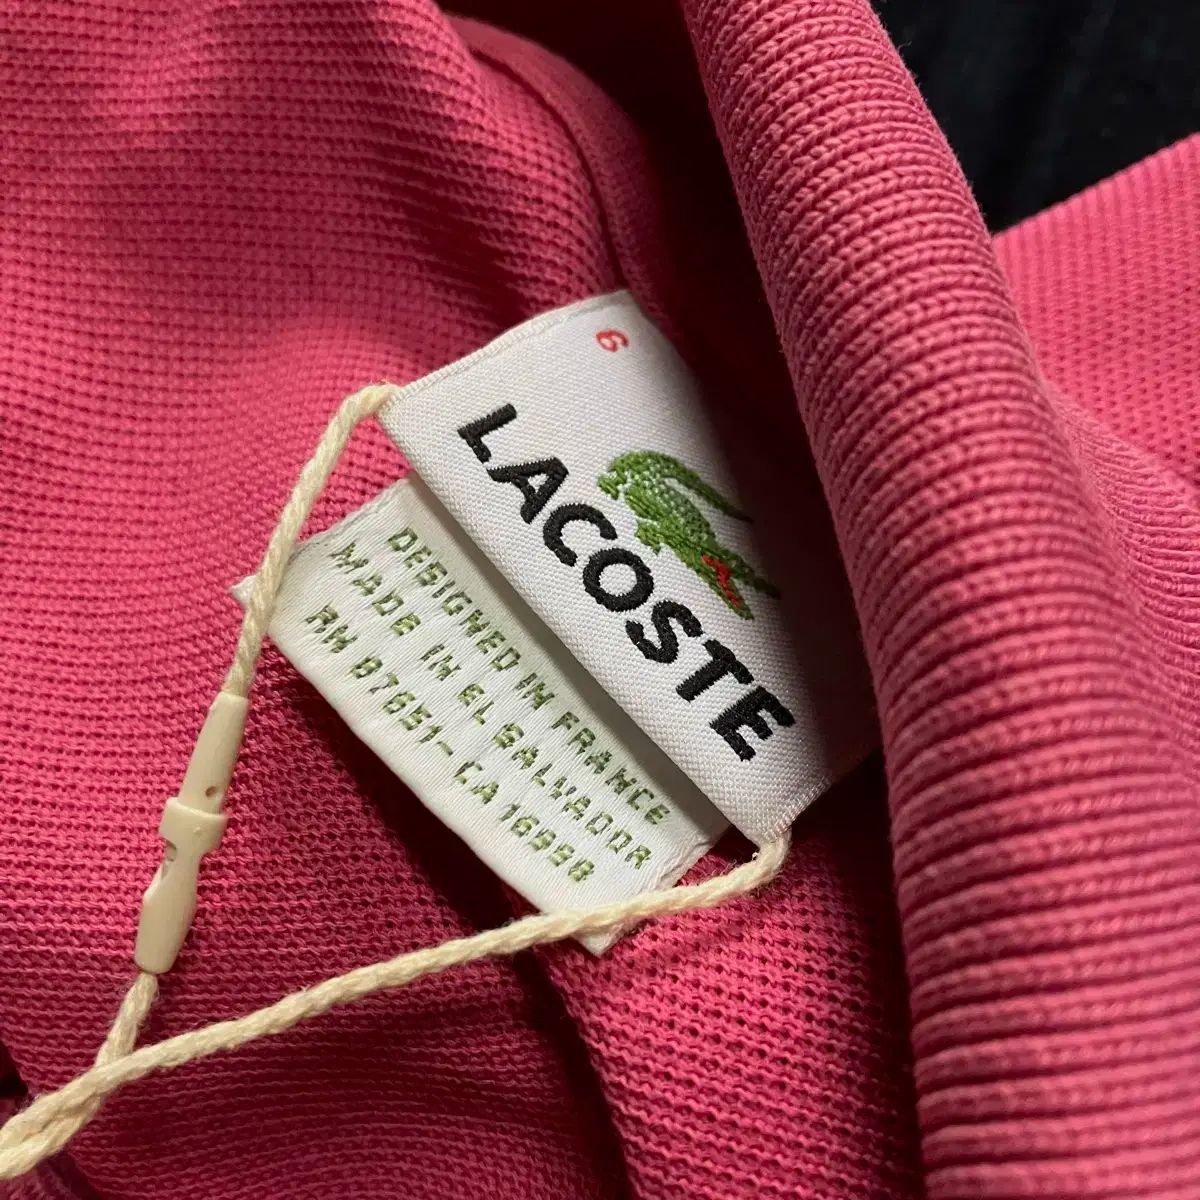 6
LACOSTE
DESIGNED IN FRANCE
MADE IN EL SALVADOR
RN 87651-CA 16998